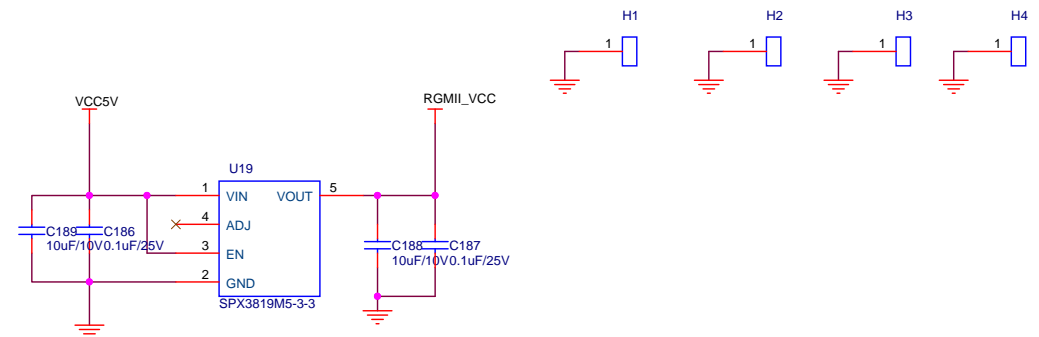 H1
H2
H3
H4
1
1
1
1
VCC5V
RGMII_VCC
U19
1
VIN
VOUT
5
4
ADJ
C189
C186
10uF/10V
0.1uF/25V
3
EN
C188
C187
10uF/10V
0.1uF/25V
2
GND
SPX3819M5-3-3